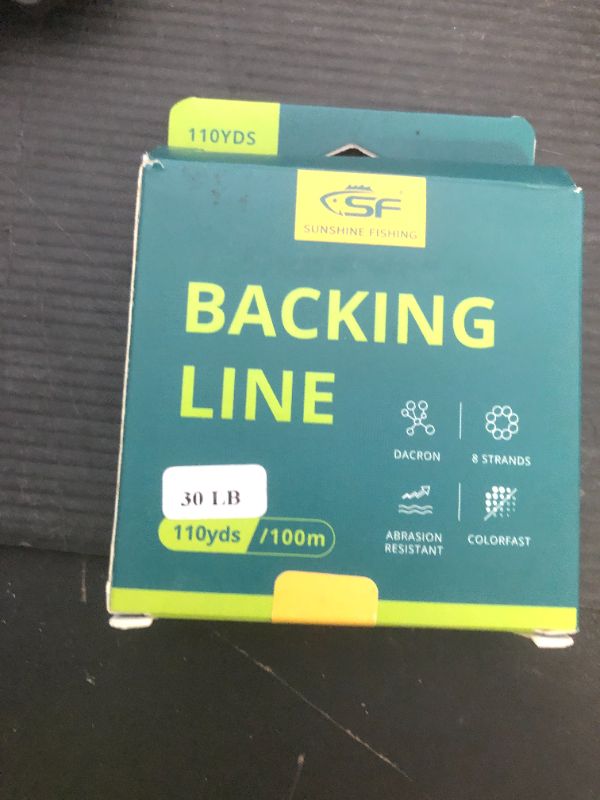 110YDS
SF
SUNSHINE FISHING
BACKING
LINE
DACRON
8 STRANDS
30 LB
110yds /100m
ABRASION
RESISTANT
COLORFAST